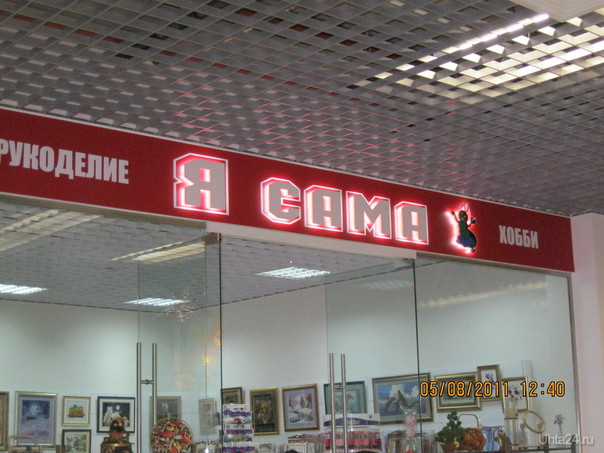 РУКОДЕЛИЕ
Я САМА
ХОББИ
05/08/2011 12:40
Uhta24.ru